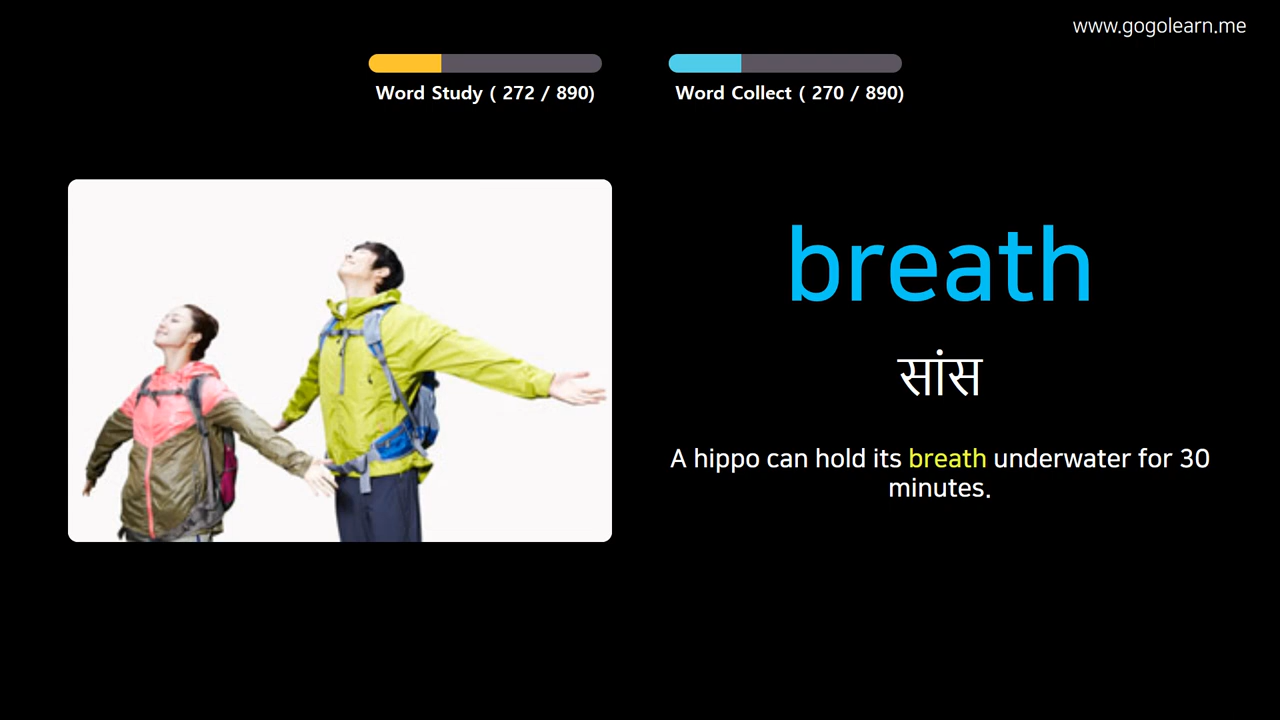 www.gogolearn.me
Word Study ( 272 / 890)
Word Collect ( 270 / 890)
breath
सांस
A hippo can hold its breath underwater for 30
minutes.